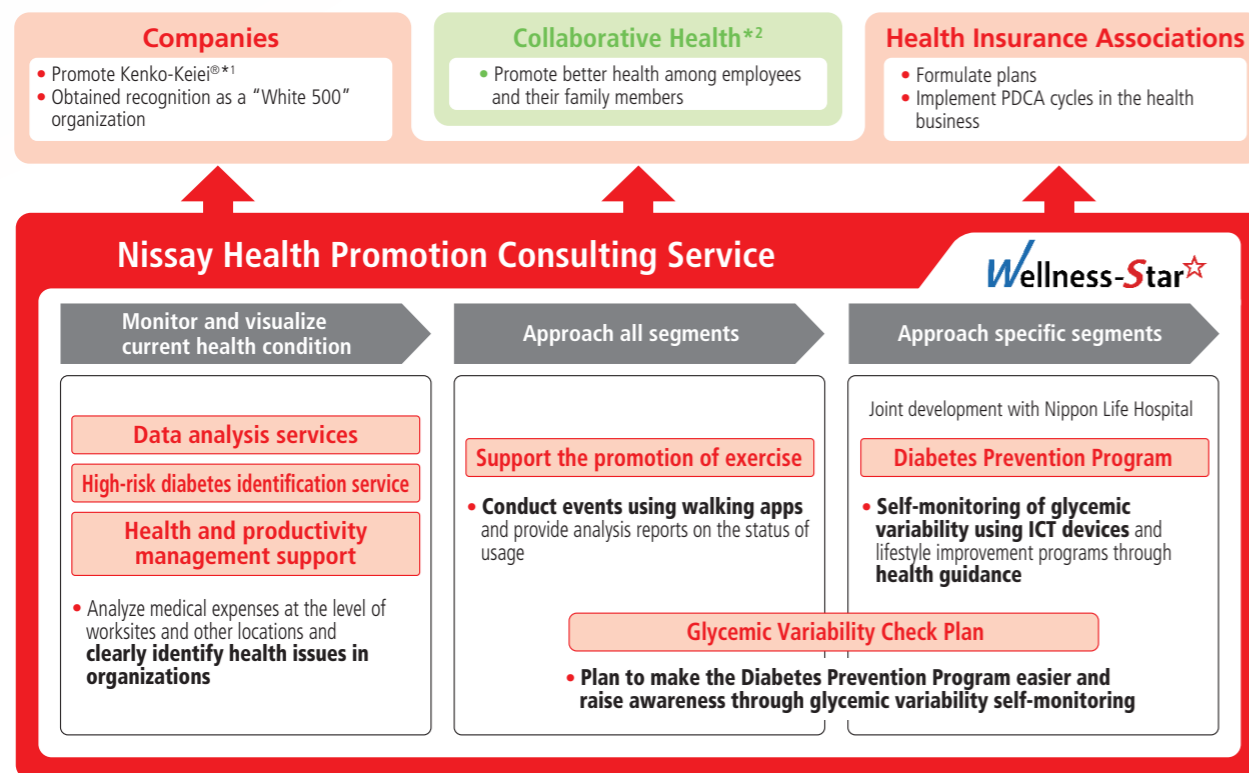 Companies
• Promote Kenko-Keiei®*1
• Obtained recognition as a "White 500"
organization
Collaborative Health*2
• Promote better health among employees
and their family members
Health Insurance Associations
• Formulate plans
• Implement PDCA cycles in the health
business
Nissay Health Promotion Consulting Service
Wellness-Star☆
Monitor and visualize
current health condition
Data analysis services
High-risk diabetes identification service
Health and productivity
management support
• Analyze medical expenses at the level of
worksites and other locations and
clearly identify health issues in
organizations
Approach all segments
Support the promotion of exercise
• Conduct events using walking apps
and provide analysis reports on the status of
usage
Approach specific segments
Joint development with Nippon Life Hospital
Diabetes Prevention Program
• Self-monitoring of glycemic
variability using ICT devices and
lifestyle improvement programs through
health guidance
Glycemic Variability Check Plan
• Plan to make the Diabetes Prevention Program easier and
raise awareness through glycemic variability self-monitoring